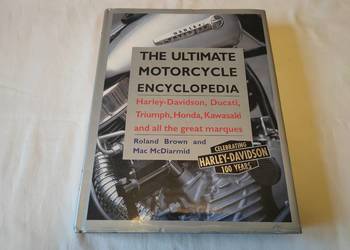 THE ULTIMATE
MOTORCYCLE
ENCYCLOPEDIA
Harley-Davidson, Ducati,
Triumph, Honda, Kawasaki
and all the great marques
Roland Brown and
Mac McDiarmid
CELEBRATING
HARLEY-DAVIDSON
100 YEARS